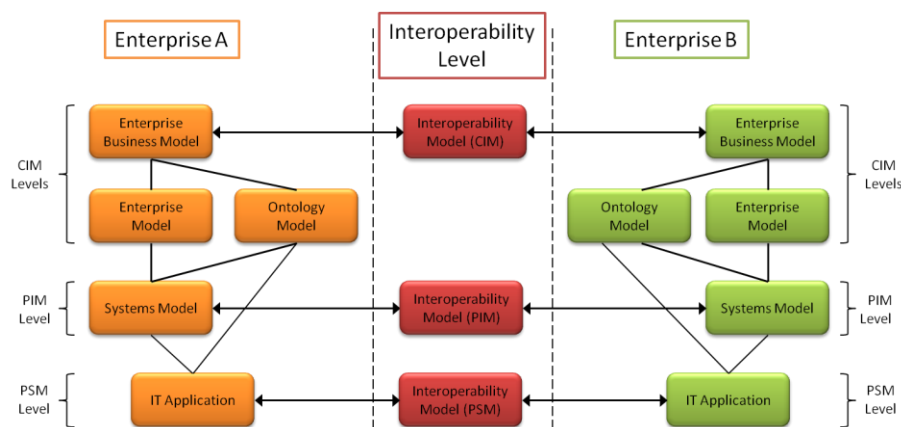 Enterprise A
Interoperability
Level
Enterprise B
CIM
Levels
Enterprise
Business Model
Interoperability
Model (CIM)
Enterprise
Business Model
CIM
Levels
Enterprise
Model
Ontology
Model
Ontology
Model
Enterprise
Model
PIM
Level
Systems Model
Interoperability
Model (PIM)
Systems Model
PIM
Level
PSM
Level
IT Application
Interoperability
Model (PSM)
IT Application
PSM
Level